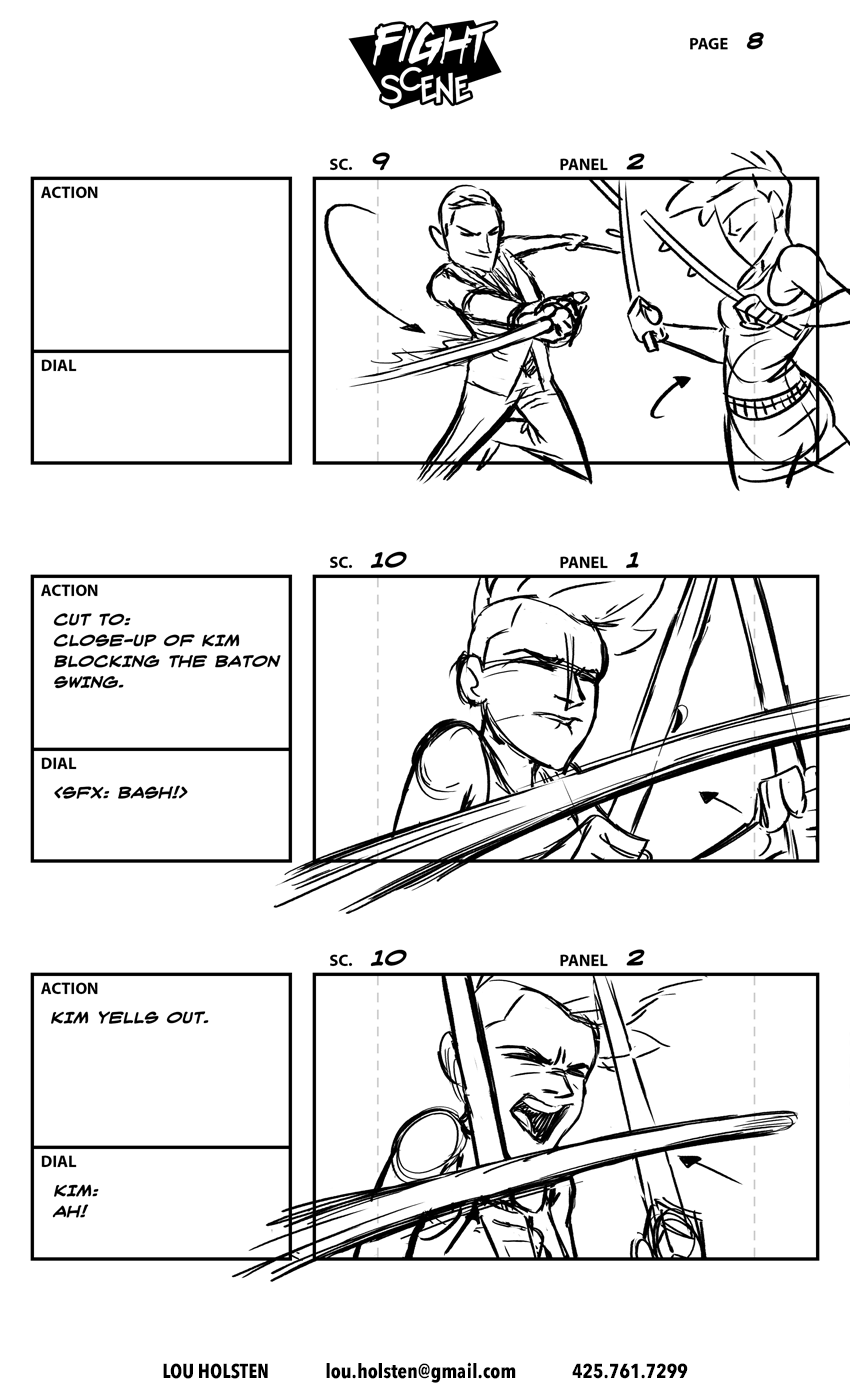 FIGHT
SCENE
PAGE 8
SC. 9 PANEL 2
ACTION
DIAL
SC. 10 PANEL 1
ACTION
CUT TO:
CLOSE-UP OF KIM
BLOCKING THE BATON
SWING.
DIAL
<SFX: BASH!>
SC. 10 PANEL 2
ACTION
KIM YELLS OUT.
DIAL
KIM:
AH!
LOU HOLSTEN lou.holsten@gmail.com 425.761.7299